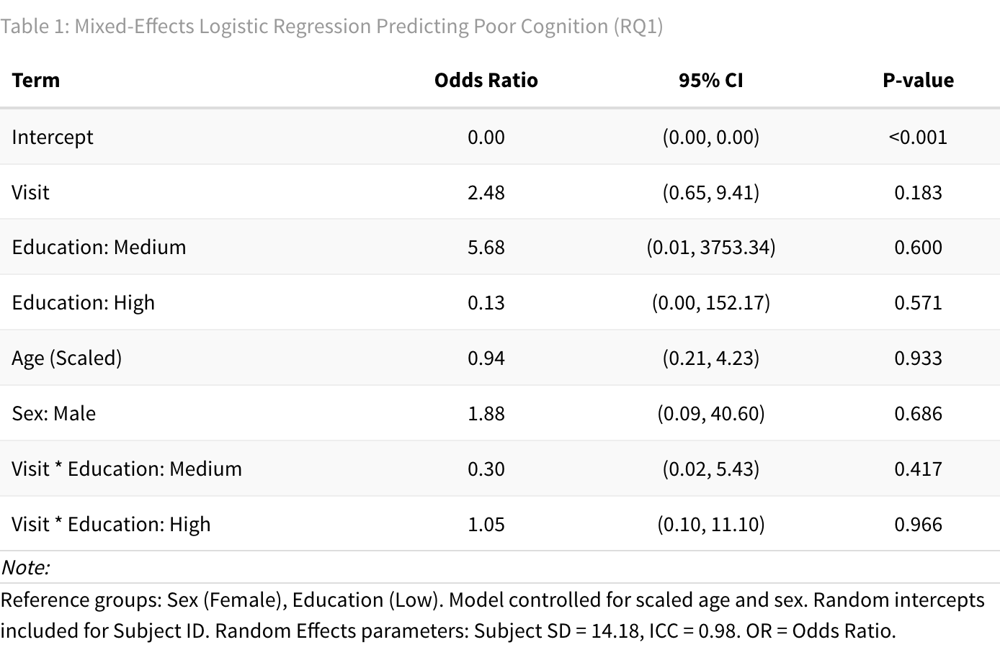 Table 1: Mixed-Effects Logistic Regression Predicting Poor Cognition (RQ1)
Term Odds Ratio 95% CI P-value
Intercept 0.00 (0.00, 0.00) <0.001
Visit 2.48 (0.65, 9.41) 0.183
Education: Medium 5.68 (0.01, 3753.34) 0.600
Education: High 0.13 (0.00, 152.17) 0.571
Age (Scaled) 0.94 (0.21, 4.23) 0.933
Sex: Male 1.88 (0.09, 40.60) 0.686
Visit * Education: Medium 0.30 (0.02, 5.43) 0.417
Visit * Education: High 1.05 (0.10, 11.10) 0.966
Note:
Reference groups: Sex (Female), Education (Low). Model controlled for scaled age and sex. Random intercepts
included for Subject ID. Random Effects parameters: Subject SD = 14.18, ICC = 0.98. OR = Odds Ratio.